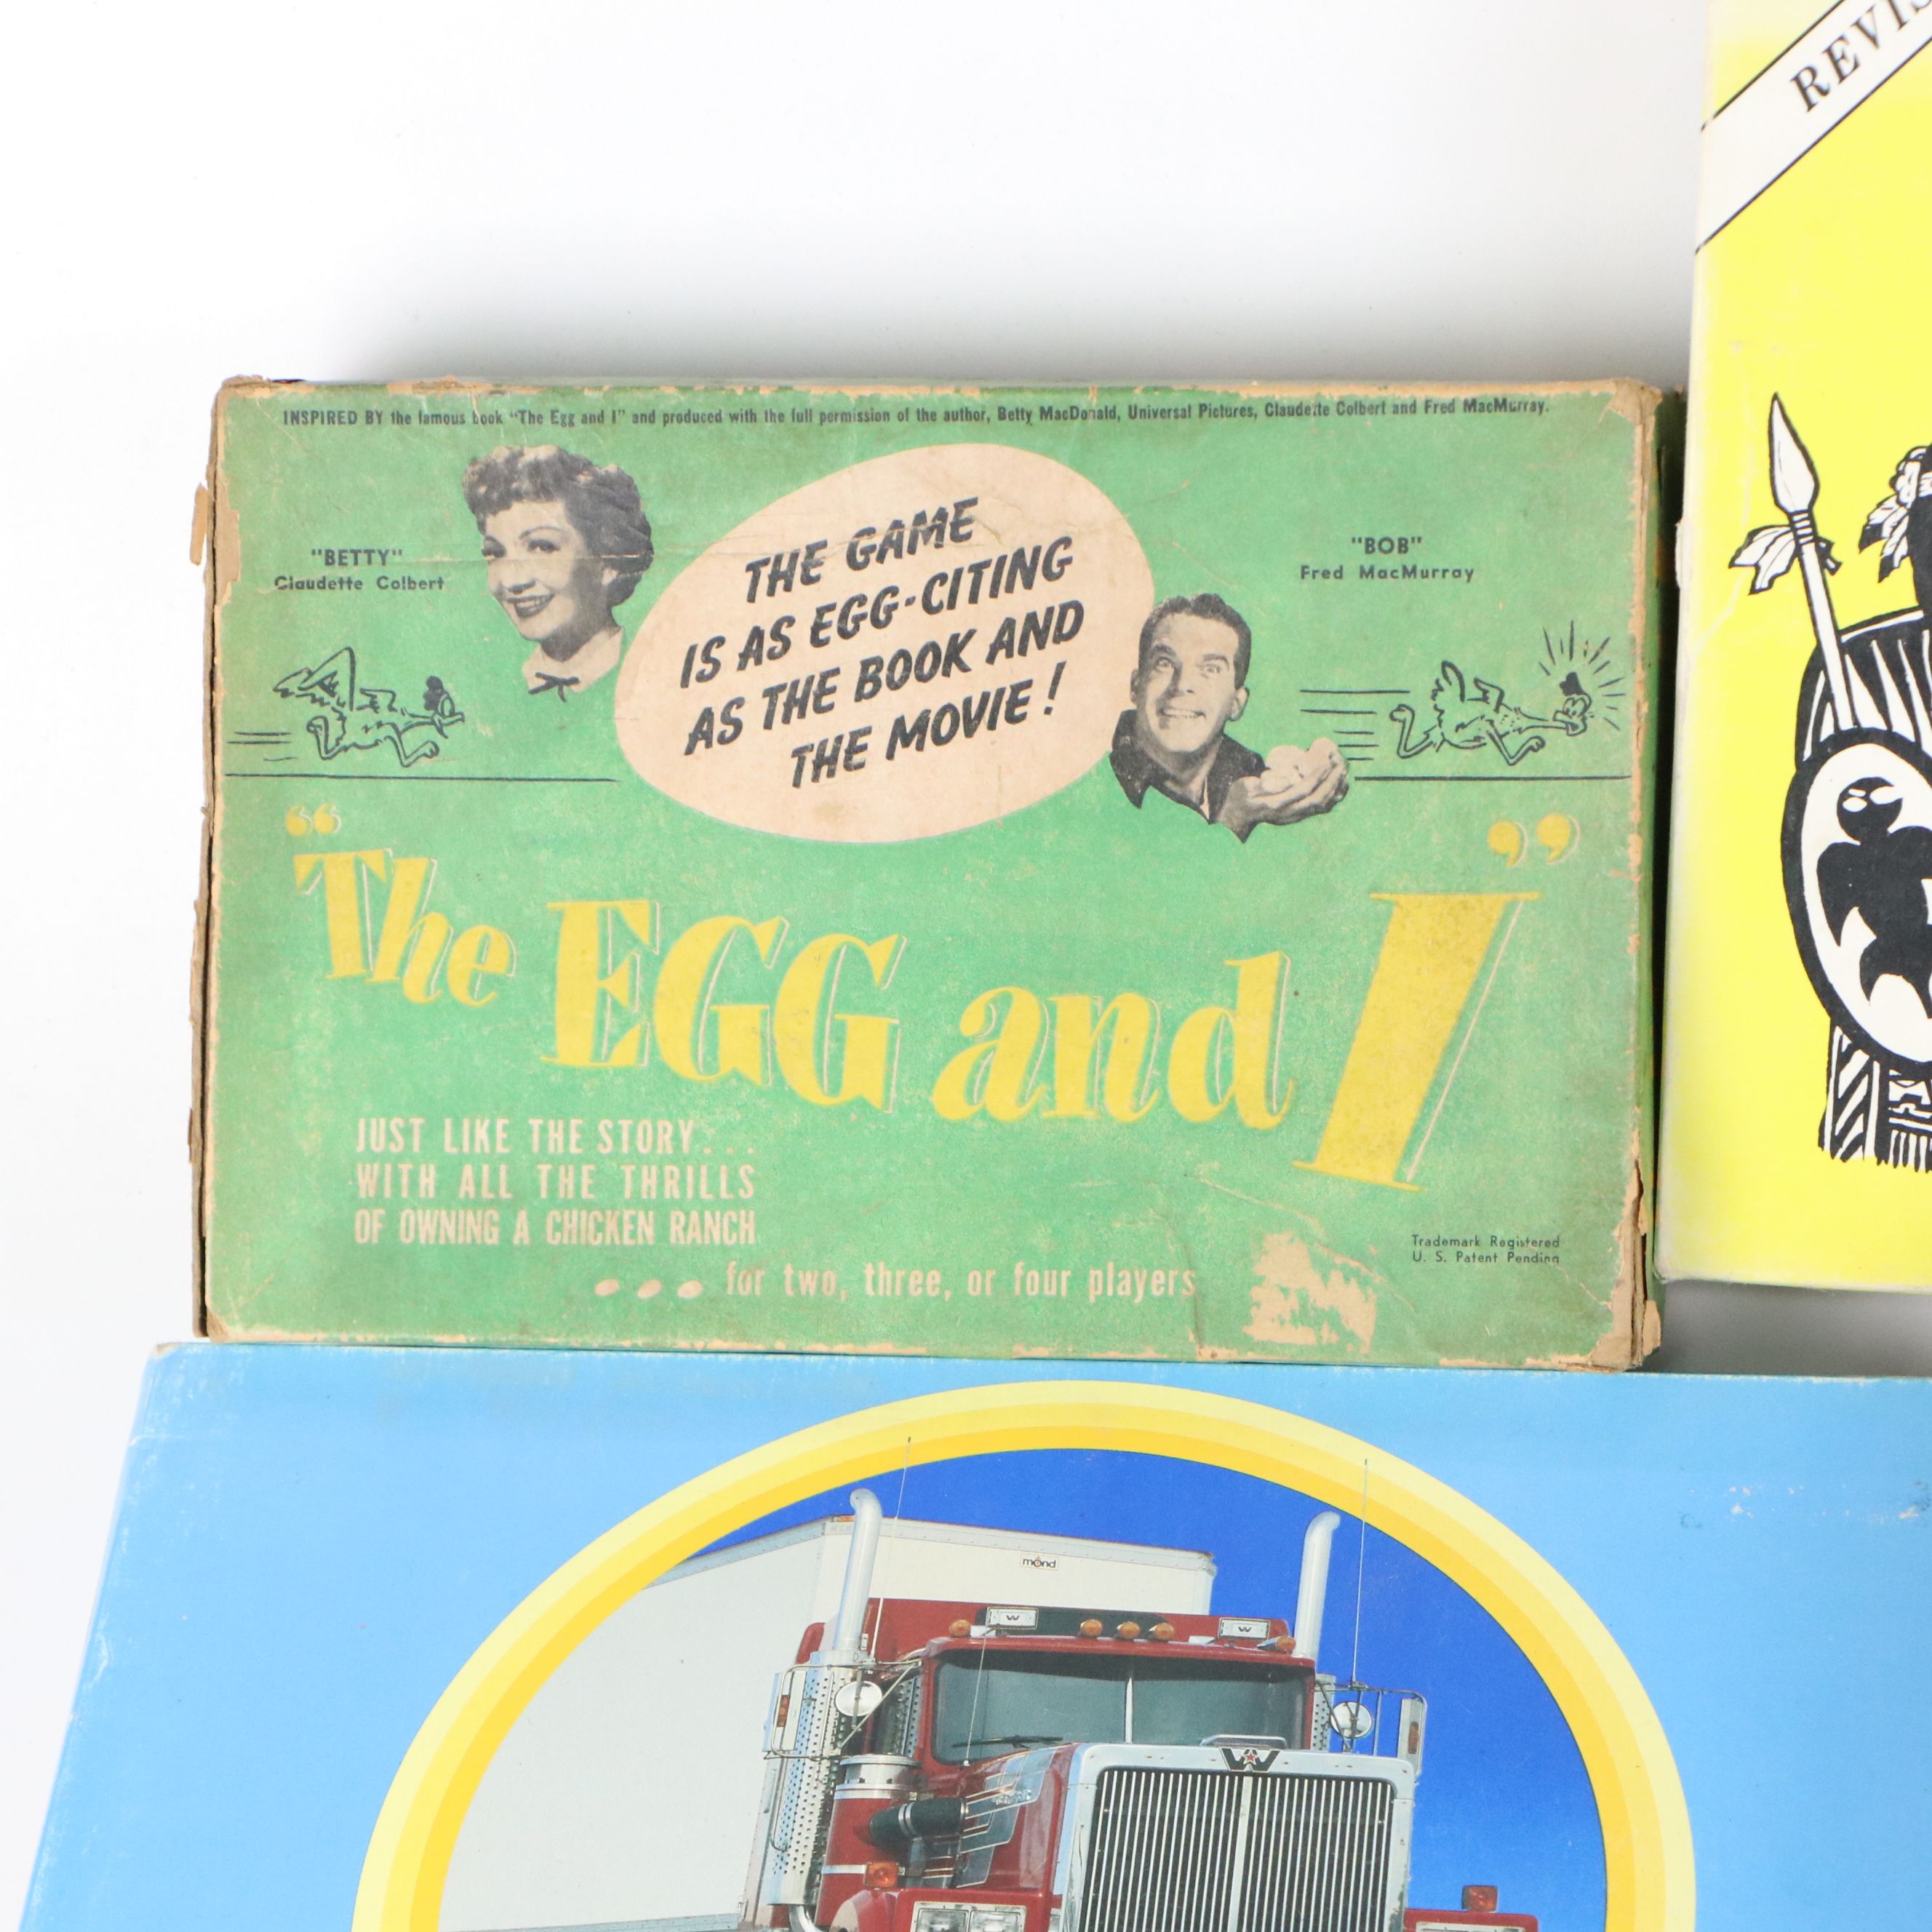 INSPIRED BY the famous book "The Egg and I" and produced with the full permission of the author, Betty MacDonald, Universal Pictures, Claudette Colbert and Fred MacMurray.
"BETTY"
Claudette Colbert
THE GAME
IS AS EGG-CITING
AS THE BOOK AND
THE MOVIE!
"BOB"
Fred MacMurray
"The EGG and I"
JUST LIKE THE STORY...
WITH ALL THE THRILLS
OF OWNING A CHICKEN RANCH
... for two, three, or four players
Trademark Registered
U. S. Patent Pending
mond
W
W
W